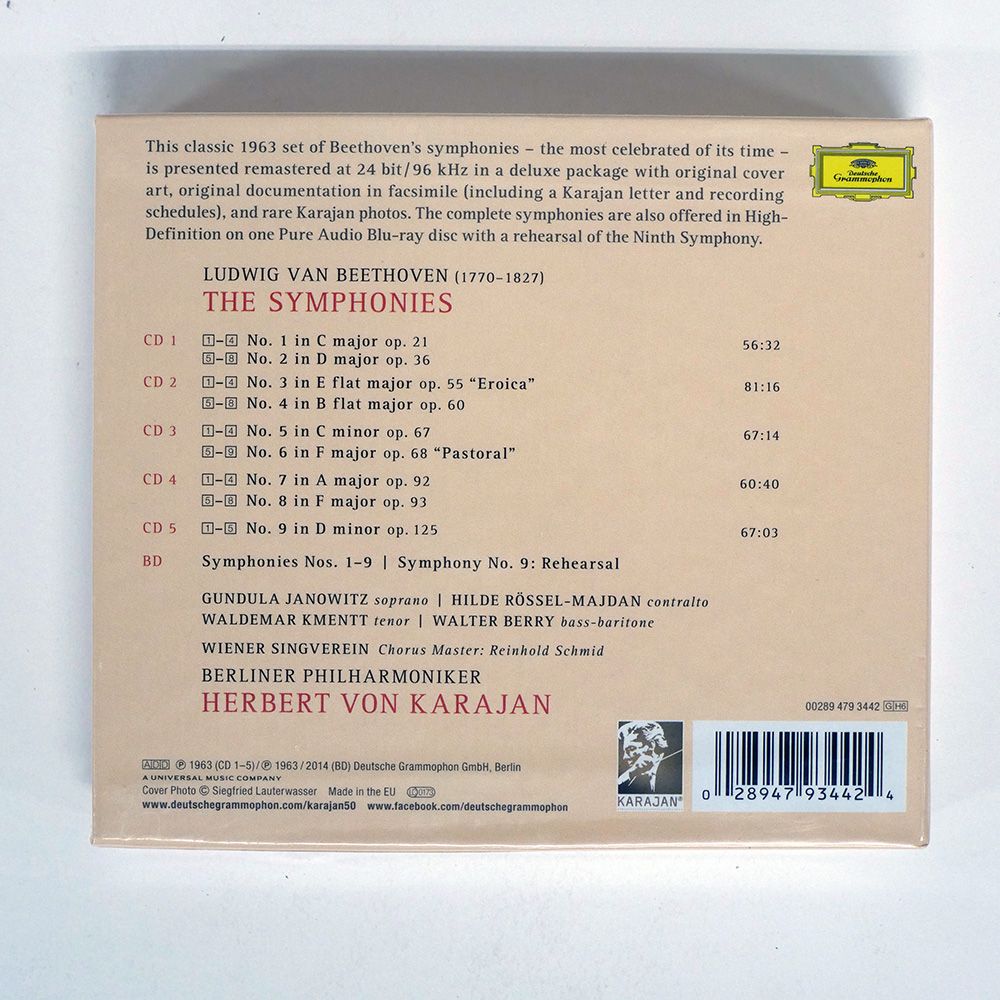 This classic 1963 set of Beethoven's symphonies – the most celebrated of its time –
is presented remastered at 24 bit/96 kHz in a deluxe package with original cover
art, original documentation in facsimile (including a Karajan letter and recording
schedules), and rare Karajan photos. The complete symphonies are also offered in High-
Definition on one Pure Audio Blu-ray disc with a rehearsal of the Ninth Symphony.
Deutsche
Grammophon
LUDWIG VAN BEETHOVEN (1770–1827)
THE SYMPHONIES
CD 1 1–4 No. 1 in C major op. 21 56:32
5–8 No. 2 in D major op. 36
CD 2 1–4 No. 3 in E flat major op. 55 "Eroica" 81:16
5–8 No. 4 in B flat major op. 60
CD 3 1–4 No. 5 in C minor op. 67 67:14
5–9 No. 6 in F major op. 68 "Pastoral"
CD 4 1–4 No. 7 in A major op. 92 60:40
5–8 No. 8 in F major op. 93
CD 5 1–5 No. 9 in D minor op. 125 67:03
BD Symphonies Nos. 1–9 | Symphony No. 9: Rehearsal
GUNDULA JANOWITZ soprano | HILDE RÖSSEL-MAJDAN contralto
WALDEMAR KMENTT tenor | WALTER BERRY bass-baritone
WIENER SINGVEREIN Chorus Master: Reinhold Schmid
BERLINER PHILHARMONIKER
HERBERT VON KARAJAN
00289 479 3442 GH6
ADD ℗ 1963 (CD 1–5)/℗ 1963/2014 (BD) Deutsche Grammophon GmbH, Berlin
A UNIVERSAL MUSIC COMPANY
Cover Photo © Siegfried Lauterwasser Made in the EU LC0173
www.deutschegrammophon.com/karajan50 www.facebook.com/deutschegrammophon
KARAJAN®
0 28947 93442 4